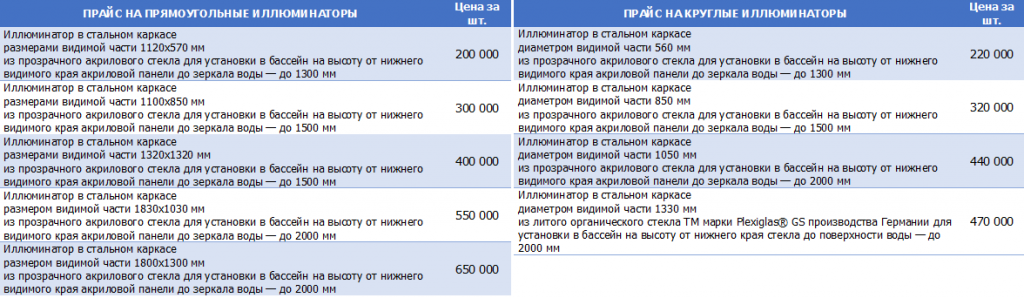 ПРАЙС НА ПРЯМОУГОЛЬНЫЕ ИЛЛЮМИНАТОРЫ
Цена за
шт.
Иллюминатор в стальном каркасе
размерами видимой части 1120х570 мм
из прозрачного акрилового стекла для установки в бассейн на высоту от нижнего
видимого края акриловой панели до зеркала воды — до 1300 мм
200 000
Иллюминатор в стальном каркасе
размерами видимой части 1100х850 мм
из прозрачного акрилового стекла для установки в бассейн на высоту от нижнего
видимого края акриловой панели до зеркала воды — до 1500 мм
300 000
Иллюминатор в стальном каркасе
размерами видимой части 1320х1320 мм
из прозрачного акрилового стекла для установки в бассейн на высоту от нижнего
видимого края акриловой панели до зеркала воды — до 1500 мм
400 000
Иллюминатор в стальном каркасе
размером видимой части 1830х1030 мм
из прозрачного акрилового стекла для установки в бассейн на высоту от нижнего
видимого края акриловой панели до зеркала воды — до 2000 мм
550 000
Иллюминатор в стальном каркасе
размером видимой части 1800х1300 мм
из прозрачного акрилового стекла для установки в бассейн на высоту от нижнего
видимого края акриловой панели до зеркала воды — до 2000 мм
650 000
ПРАЙС НА КРУГЛЫЕ ИЛЛЮМИНАТОРЫ
Цена за
шт.
Иллюминатор в стальном каркасе
диаметром видимой части 560 мм
из прозрачного акрилового стекла для установки в бассейн на высоту от нижнего
видимого края акриловой панели до зеркала воды — до 1300 мм
220 000
Иллюминатор в стальном каркасе
диаметром видимой части 850 мм
из прозрачного акрилового стекла для установки в бассейн на высоту от нижнего
видимого края акриловой панели до зеркала воды — до 1500 мм
320 000
Иллюминатор в стальном каркасе
диаметром видимой части 1050 мм
из прозрачного акрилового стекла для установки в бассейн на высоту от нижнего
видимого края акриловой панели до зеркала воды — до 2000 мм
440 000
Иллюминатор в стальном каркасе
диаметром видимой части 1330 мм
из литого органического стекла ТМ марки Plexiglas® GS производства Германии для
установки в бассейн на высоту от нижнего края стекла до поверхности воды — до
2000 мм
470 000